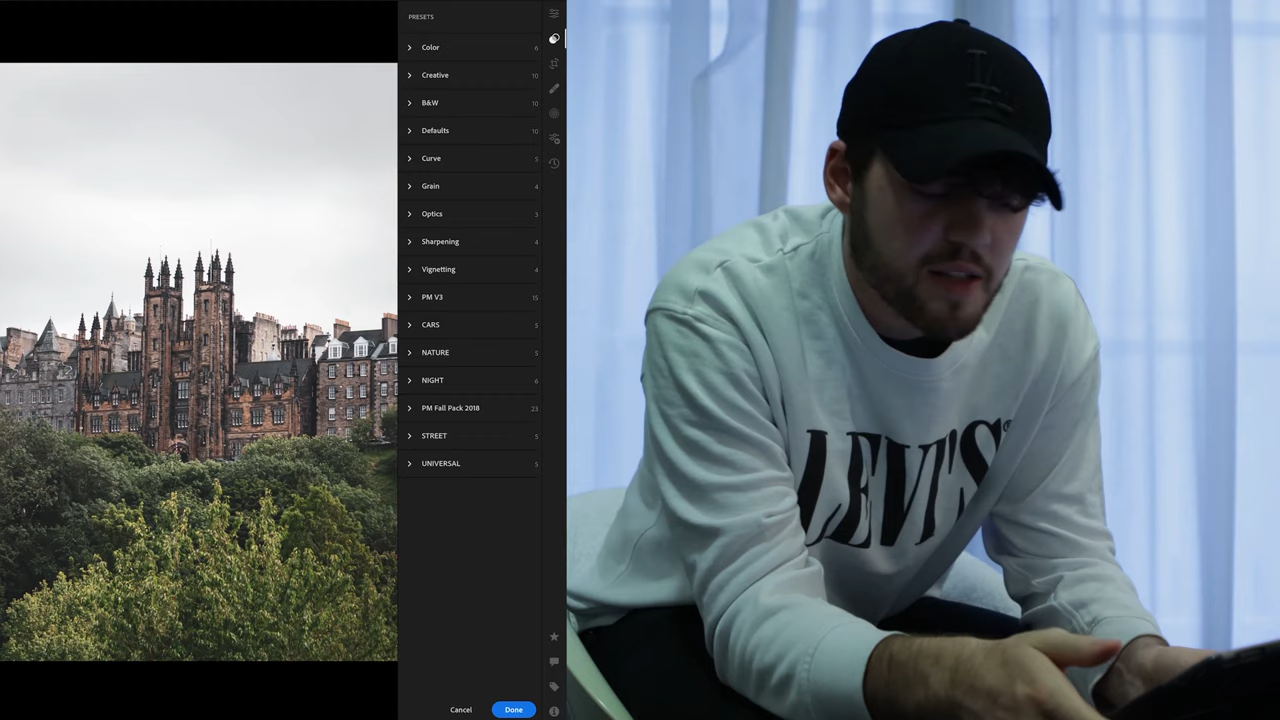 PRESETS
Color 6
Creative 10
B&W 10
Defaults 10
Curve 5
Grain 4
Optics 3
Sharpening 4
Vignetting 4
PM V3 15
CARS 5
NATURE 5
NIGHT 6
PM Fall Pack 2018 23
STREET 5
UNIVERSAL 5
Cancel Done
LA
LEVI'S®